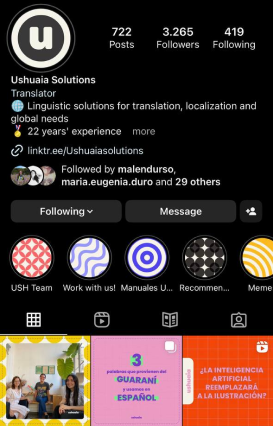 u
722
3.265
419
Posts
Followers
Following
Ushuaia Solutions
Translator
Linguistic solutions for translation, localization and
global needs
22 years' experience more
linktr.ee/Ushuaiasolutions
Followed by malendurso,
maria.eugenia.duro and 29 others
Following
Message
USH Team
Work with us!
Manuales U...
Recommen...
Meme
3
palabras que provienen del
GUARANÍ
y usamos en
ESPAÑOL
ushuaia
¿LA INTELIGENCIA
ARTIFICIAL
REEMPLAZARÁ
A LA ILUSTRACIÓN?